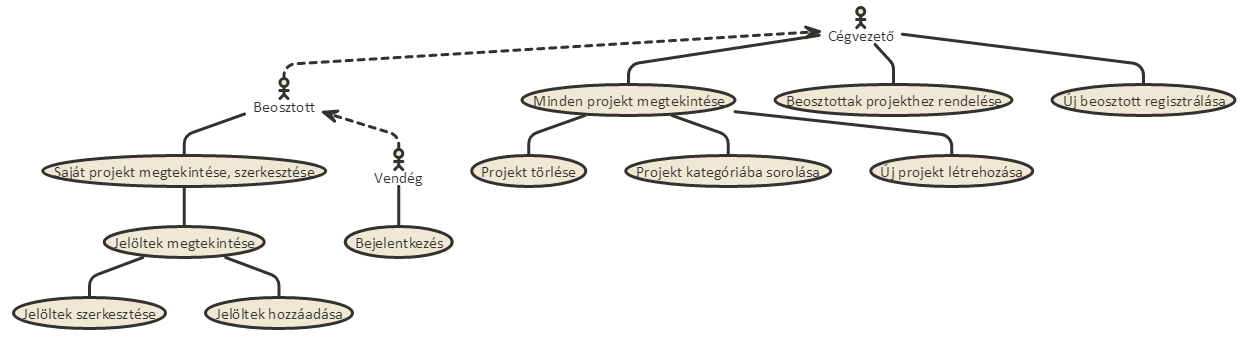 Cégvezető
Beosztott
Minden projekt megtekintése
Beosztottak projekthez rendelése
Új beosztott regisztrálása
Saját projekt megtekintése, szerkesztése
Vendég
Projekt törlése
Projekt kategóriába sorolása
Új projekt létrehozása
Jelöltek megtekintése
Bejelentkezés
Jelöltek szerkesztése
Jelöltek hozzáadása